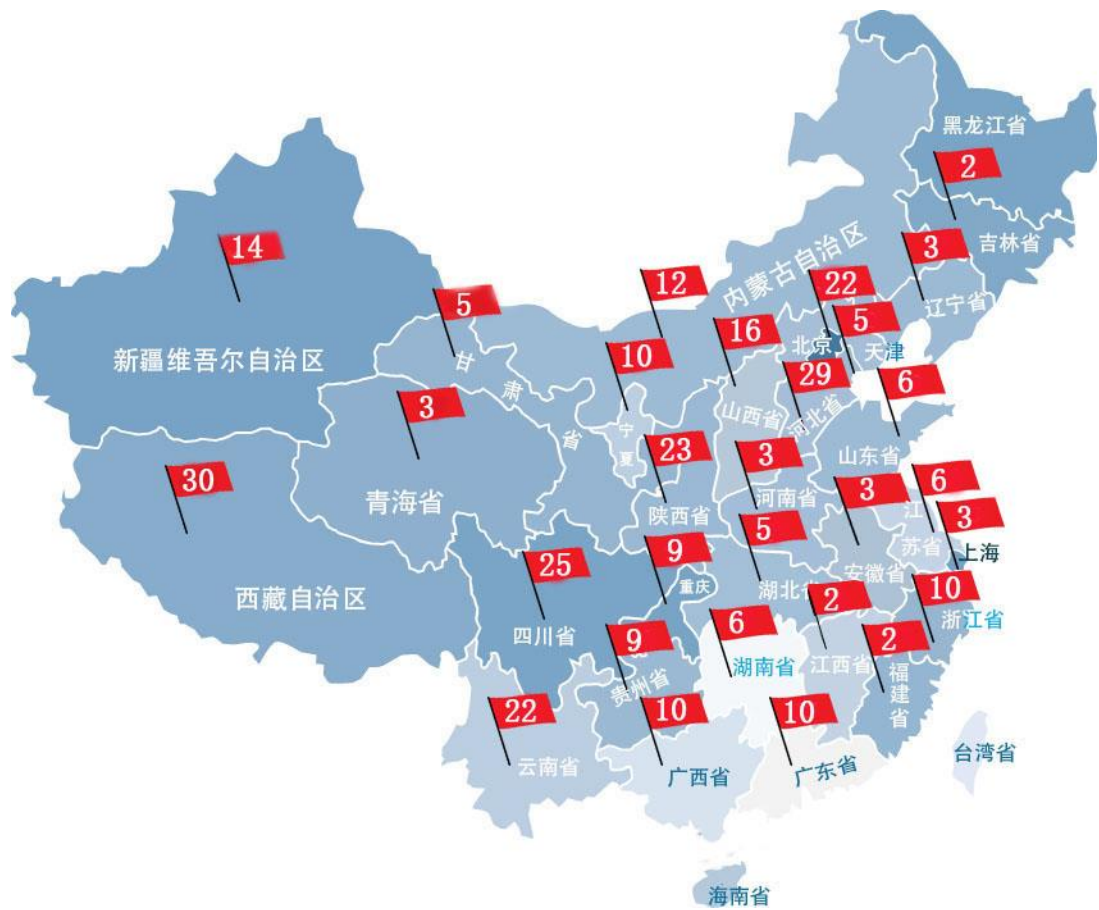 黑龙江省
2
吉林省
3
辽宁省
14
5
12
内蒙古自治区
22
16
5
北京
天津
新疆维吾尔自治区
甘肃省
10
29
6
3
山西省
河北省
宁夏
23
3
山东省
30
青海省
陕西省
河南省
3
6
江苏省
3
上海
西藏自治区
25
9
5
安徽省
重庆
湖北省
2
10
浙江省
四川省
9
6
湖南省
江西省
2
福建省
贵州省
22
10
10
云南省
广西省
广东省
台湾省
海南省